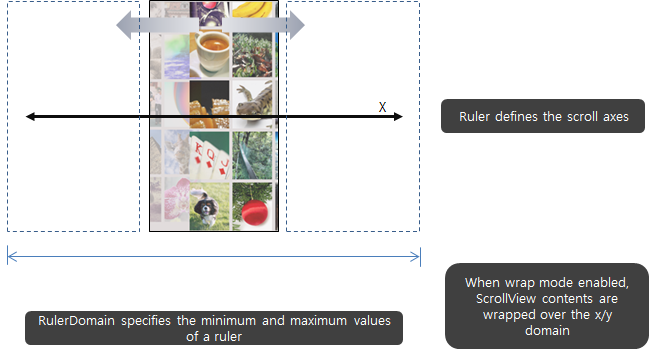 X
Ruler defines the scroll axes
When wrap mode enabled,
ScrollView contents are
wrapped over the x/y
domain
RulerDomain specifies the minimum and maximum values
of a ruler